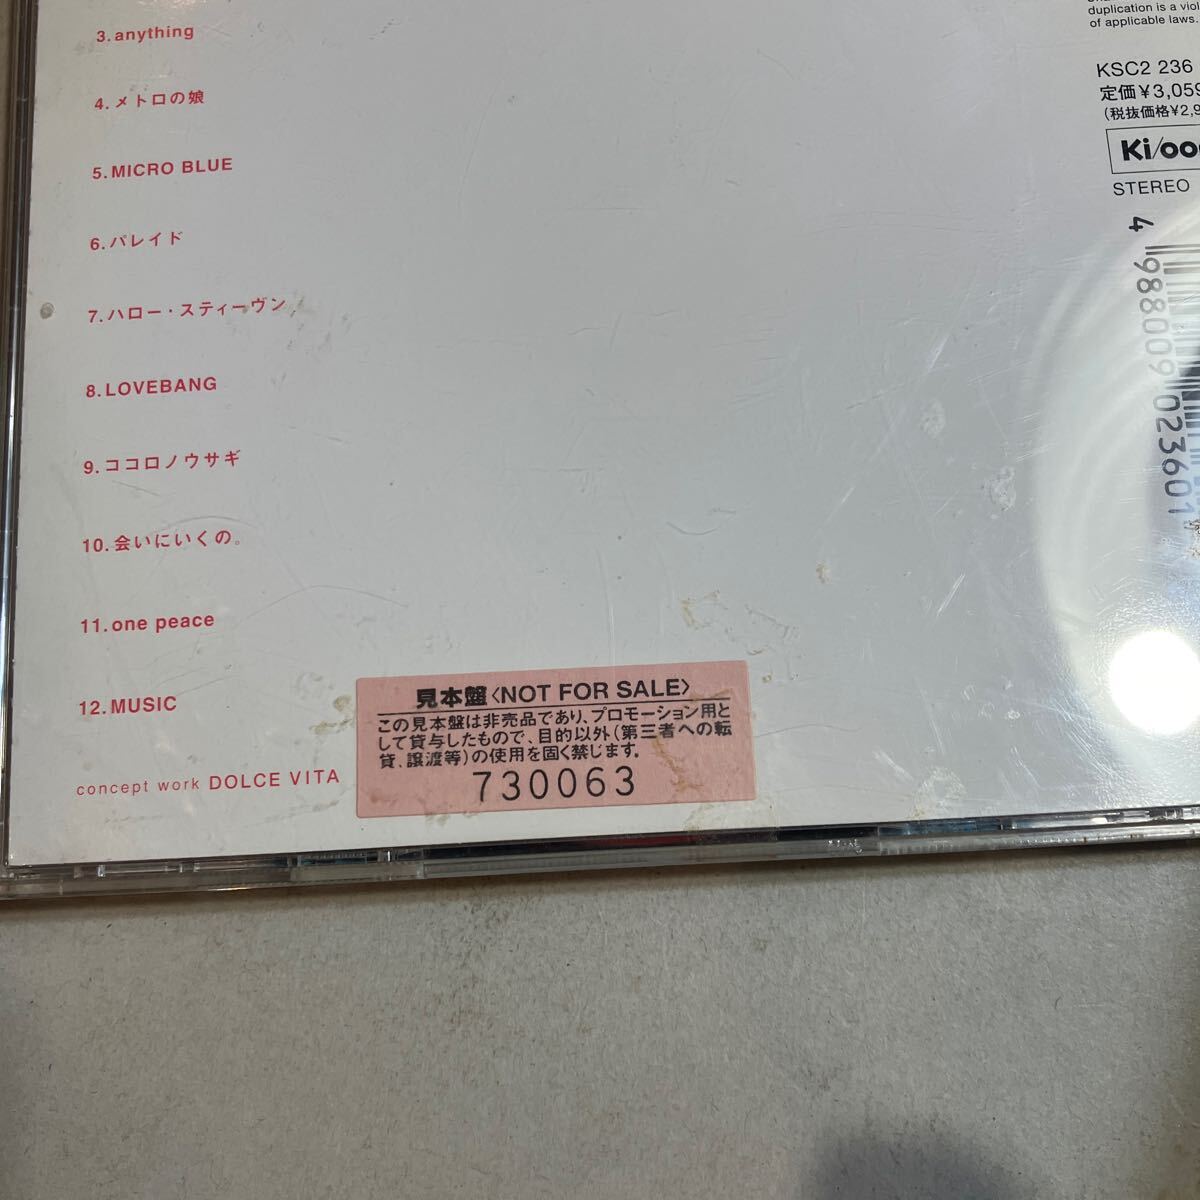 3.anything
4.メトロの娘
5.MICRO BLUE
6.パレイド
7.ハロー・スティーヴン
8.LOVEBANG
9.ココロノウサギ
10.会いにいくの。
11.one peace
12.MUSIC
concept work DOLCE VITA
見本盤〈NOT FOR SALE〉
この見本盤は非売品であり、プロモーション用と
して貸与したもので、目的以外(第三者への転
貸、譲渡等)の使用を固く禁じます。
730063
duplication is a viol
of applicable laws.
KSC2 236
定価¥3,059
(税抜価格¥2,9
Ki/oo
STEREO
4 988009 023601